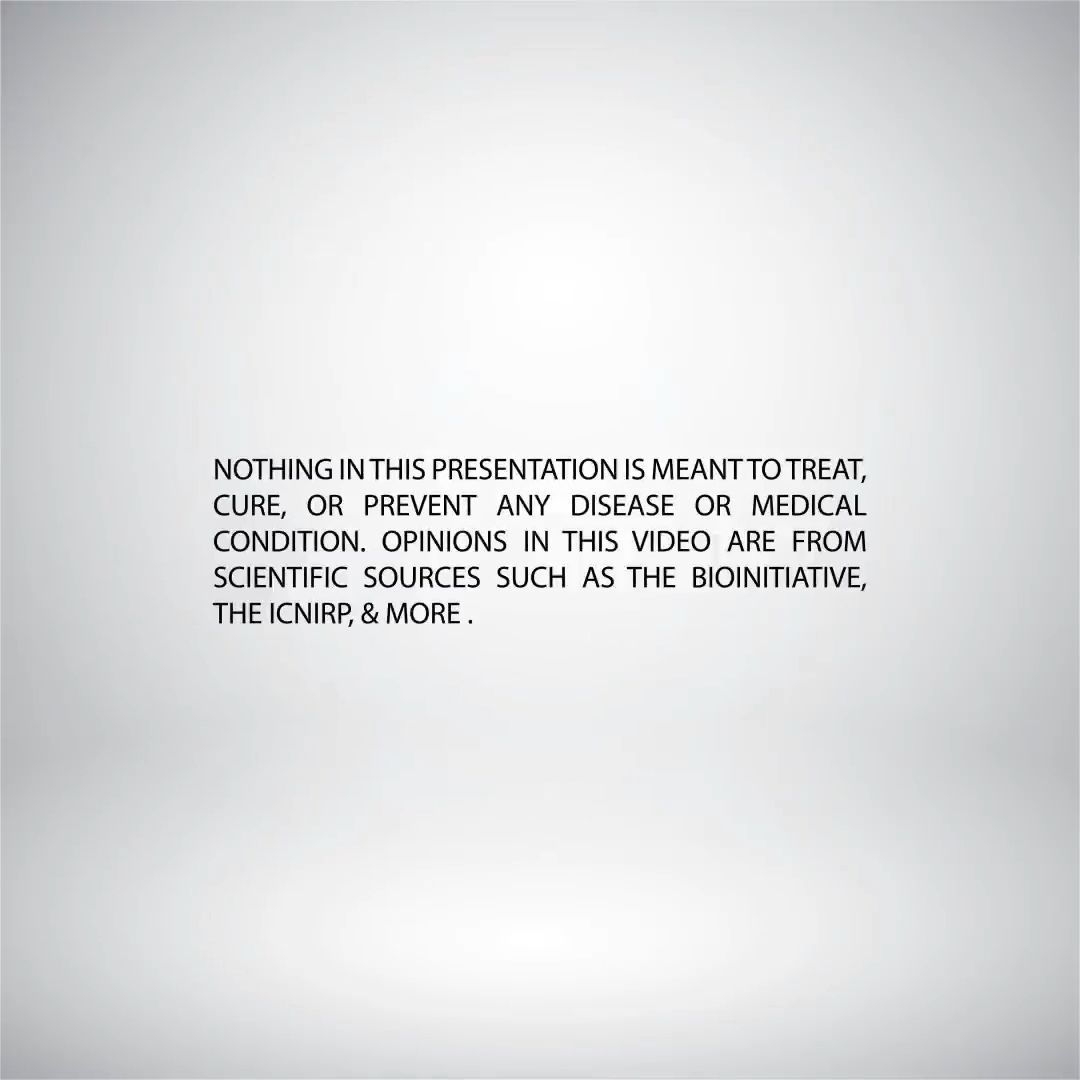 NOTHING IN THIS PRESENTATION IS MEANT TO TREAT,
CURE, OR PREVENT ANY DISEASE OR MEDICAL
CONDITION. OPINIONS IN THIS VIDEO ARE FROM
SCIENTIFIC SOURCES SUCH AS THE BIOINITIATIVE,
THE ICNIRP, & MORE .